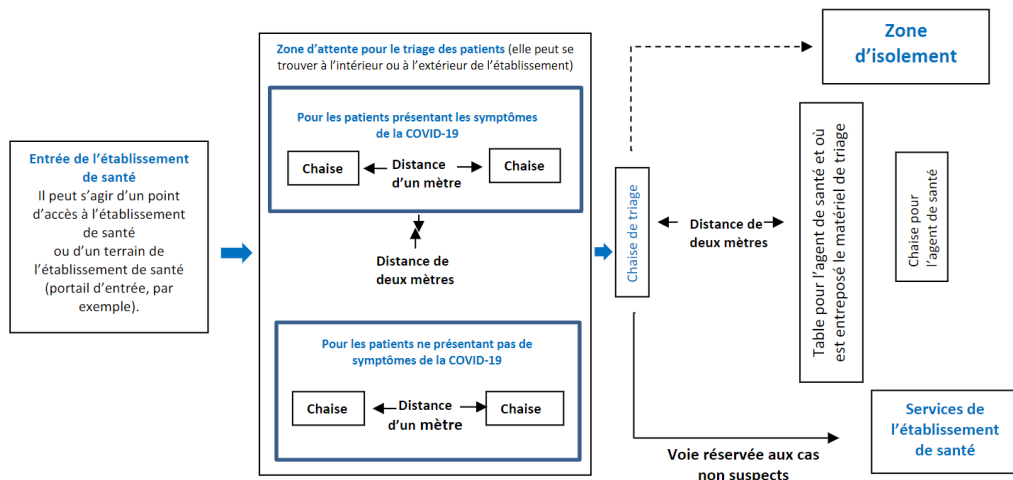 Entrée de l'établissement
de santé
Il peut s'agir d'un point
d'accès à l'établissement
de santé
ou d'un terrain de
l'établissement de santé
(portail d'entrée, par
exemple).
Zone d'attente pour le triage des patients (elle peut se
trouver à l'intérieur ou à l'extérieur de l'établissement)
Pour les patients présentant les symptômes
de la COVID-19
Chaise
Distance
d'un mètre
Chaise
Distance de
deux mètres
Pour les patients ne présentant pas de
symptômes de la COVID-19
Chaise
Distance
d'un mètre
Chaise
Chaise de triage
Distance de
deux mètres
Table pour l'agent de santé et où
est entreposé le matériel de triage
Chaise pour
l'agent de santé
Zone
d'isolement
Voie réservée aux cas
non suspects
Services de
l'établissement
de santé